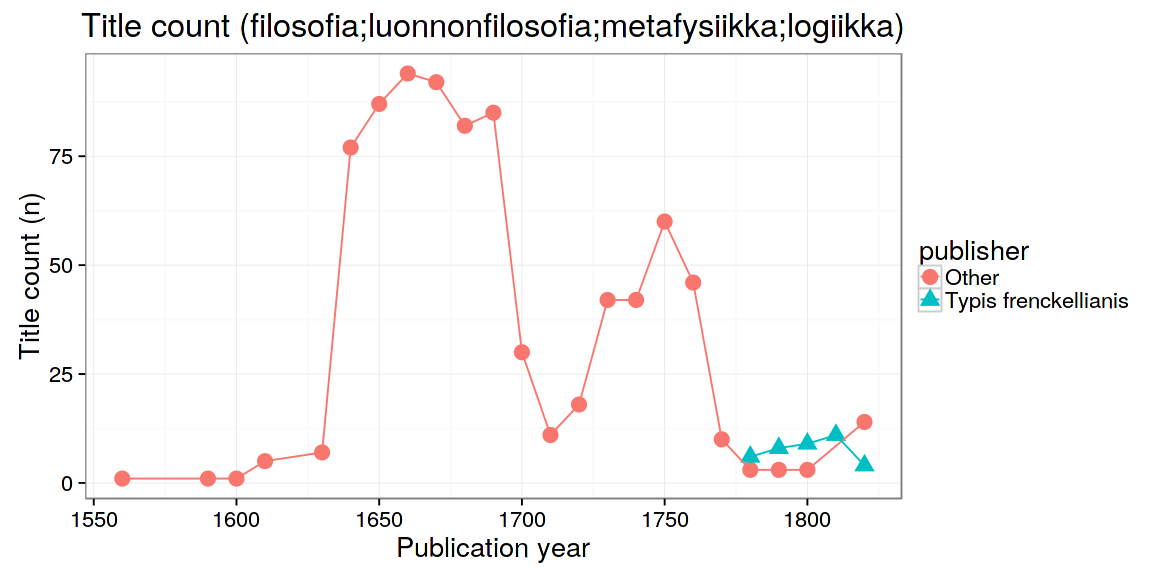 Title count (filosofia;luonnonfilosofia;metafysiikka;logiikka)
Title count (n)
75
50
25
0
1550 1600 1650 1700 1750 1800
Publication year
publisher
Other
Typis frenckellianis